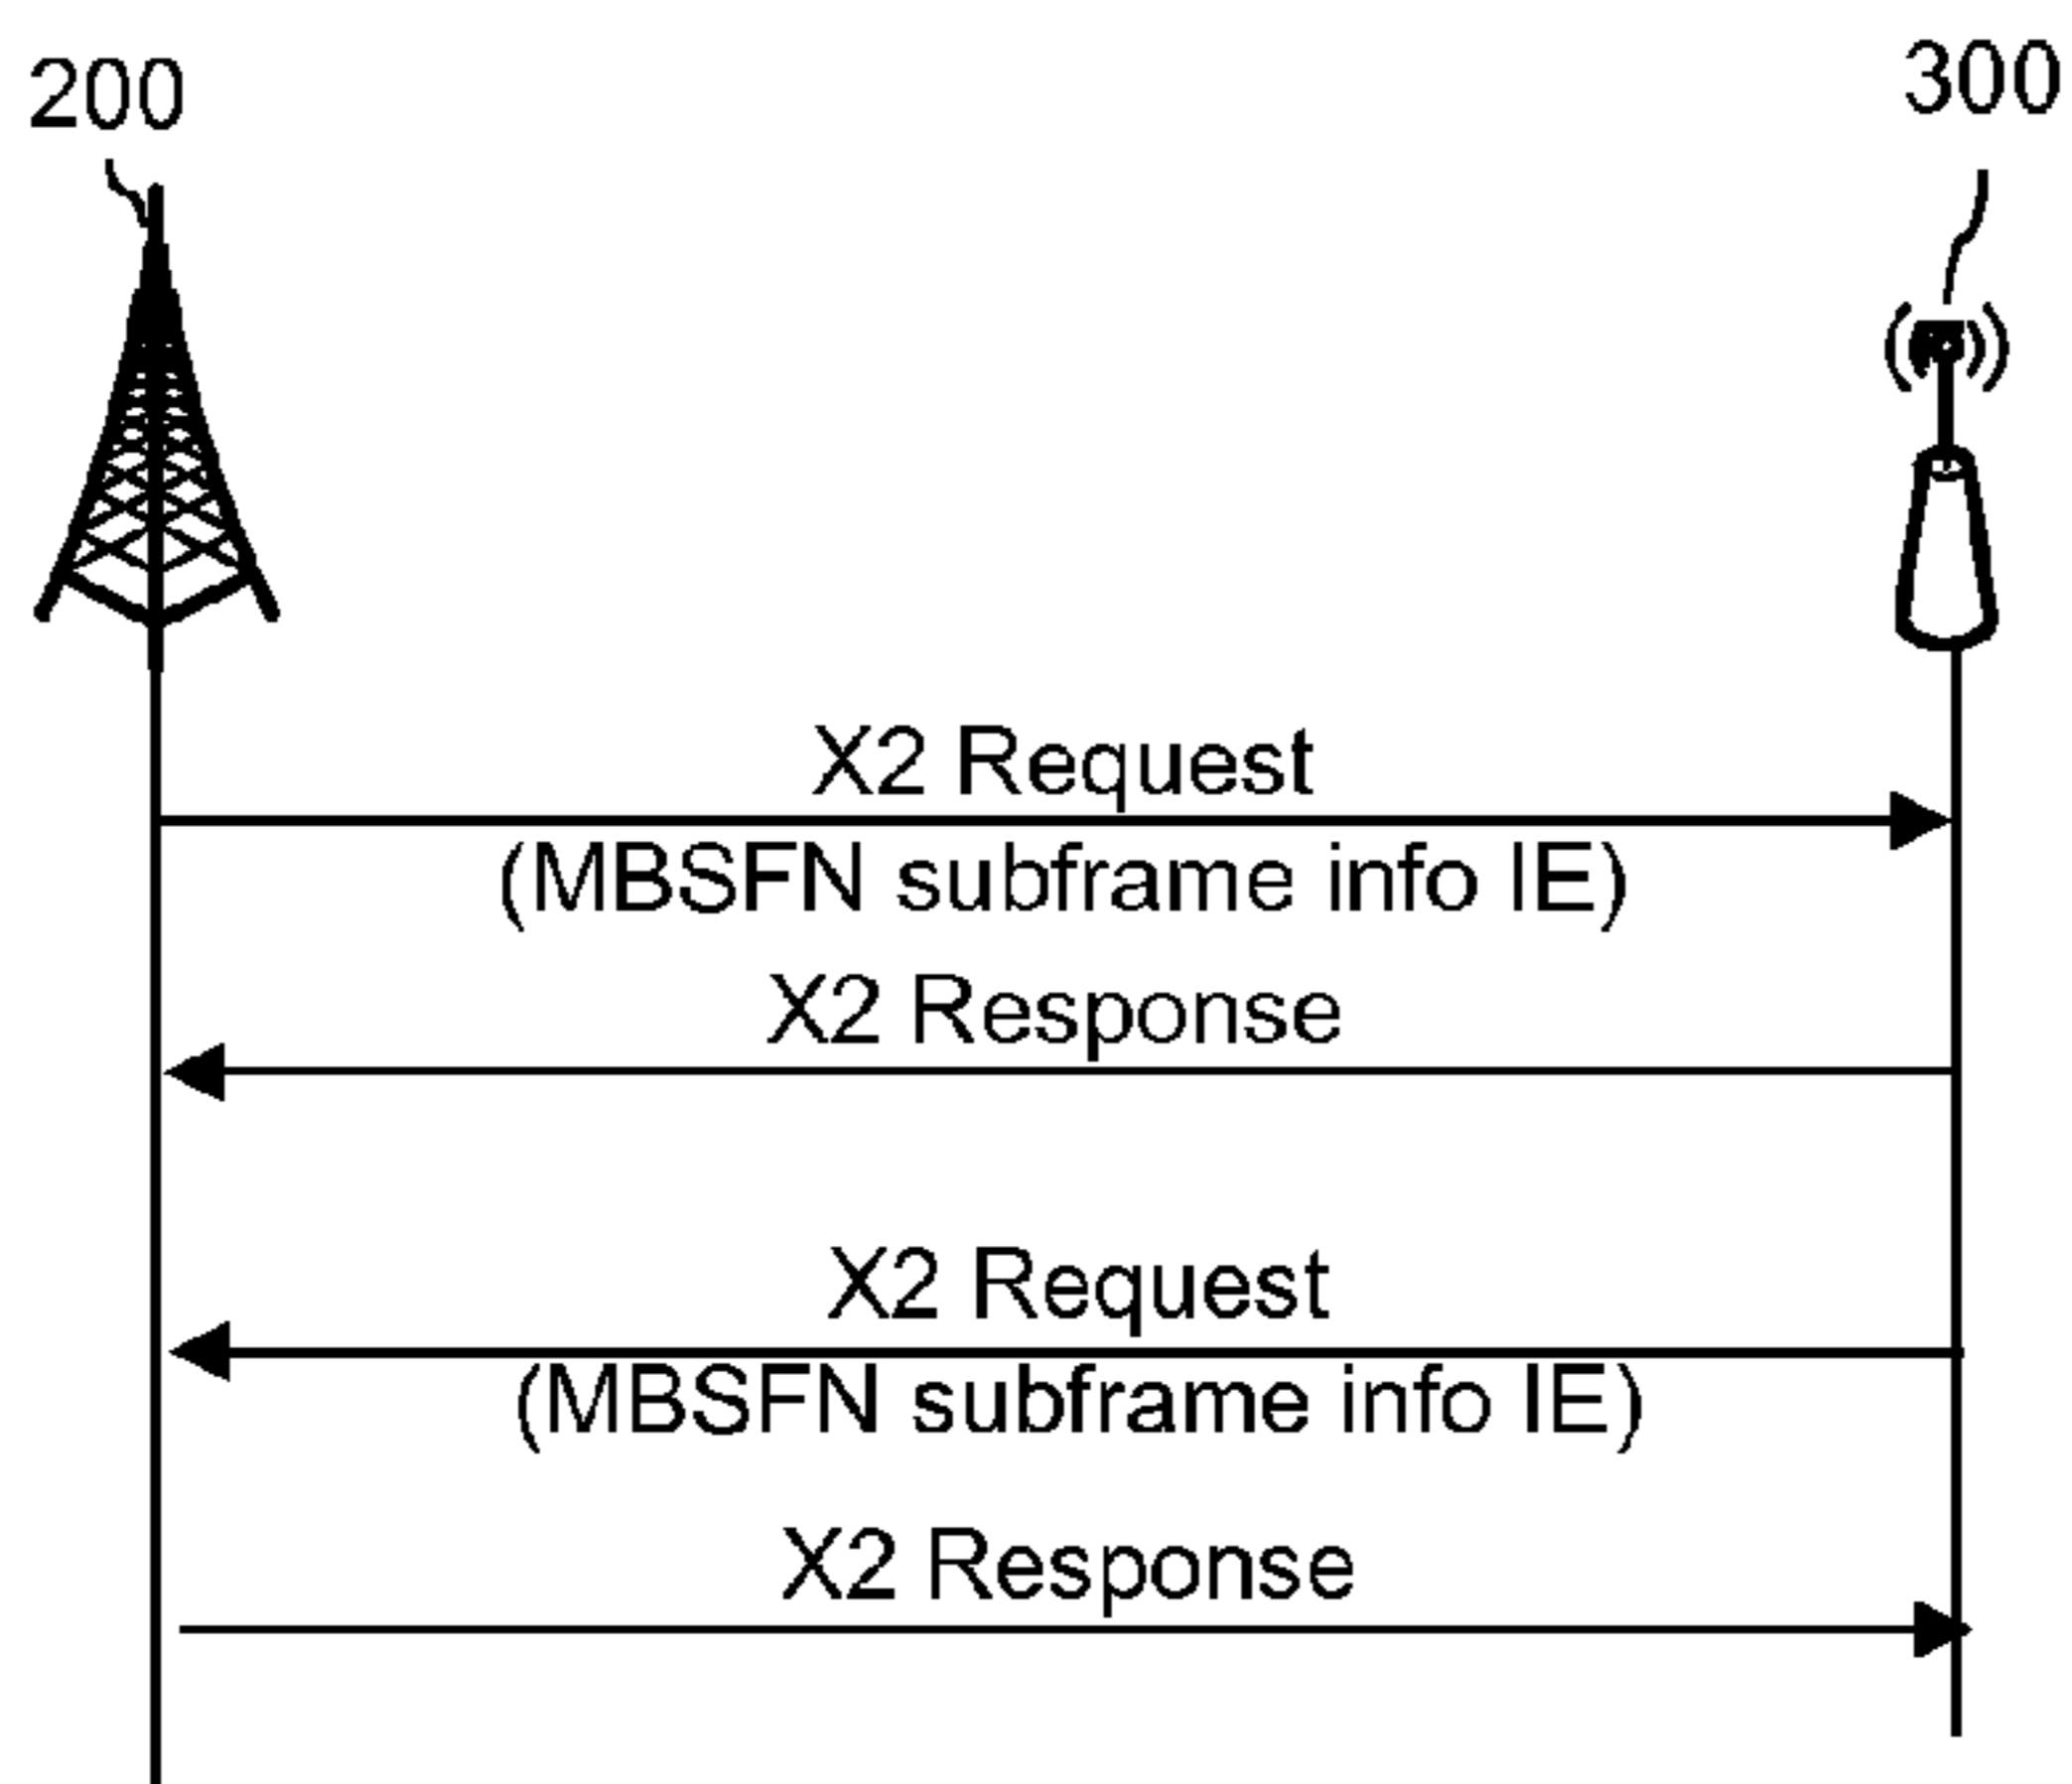 200
300
X2 Request
(MBSFN subframe info IE)
X2 Response
X2 Request
(MBSFN subframe info IE)
X2 Response